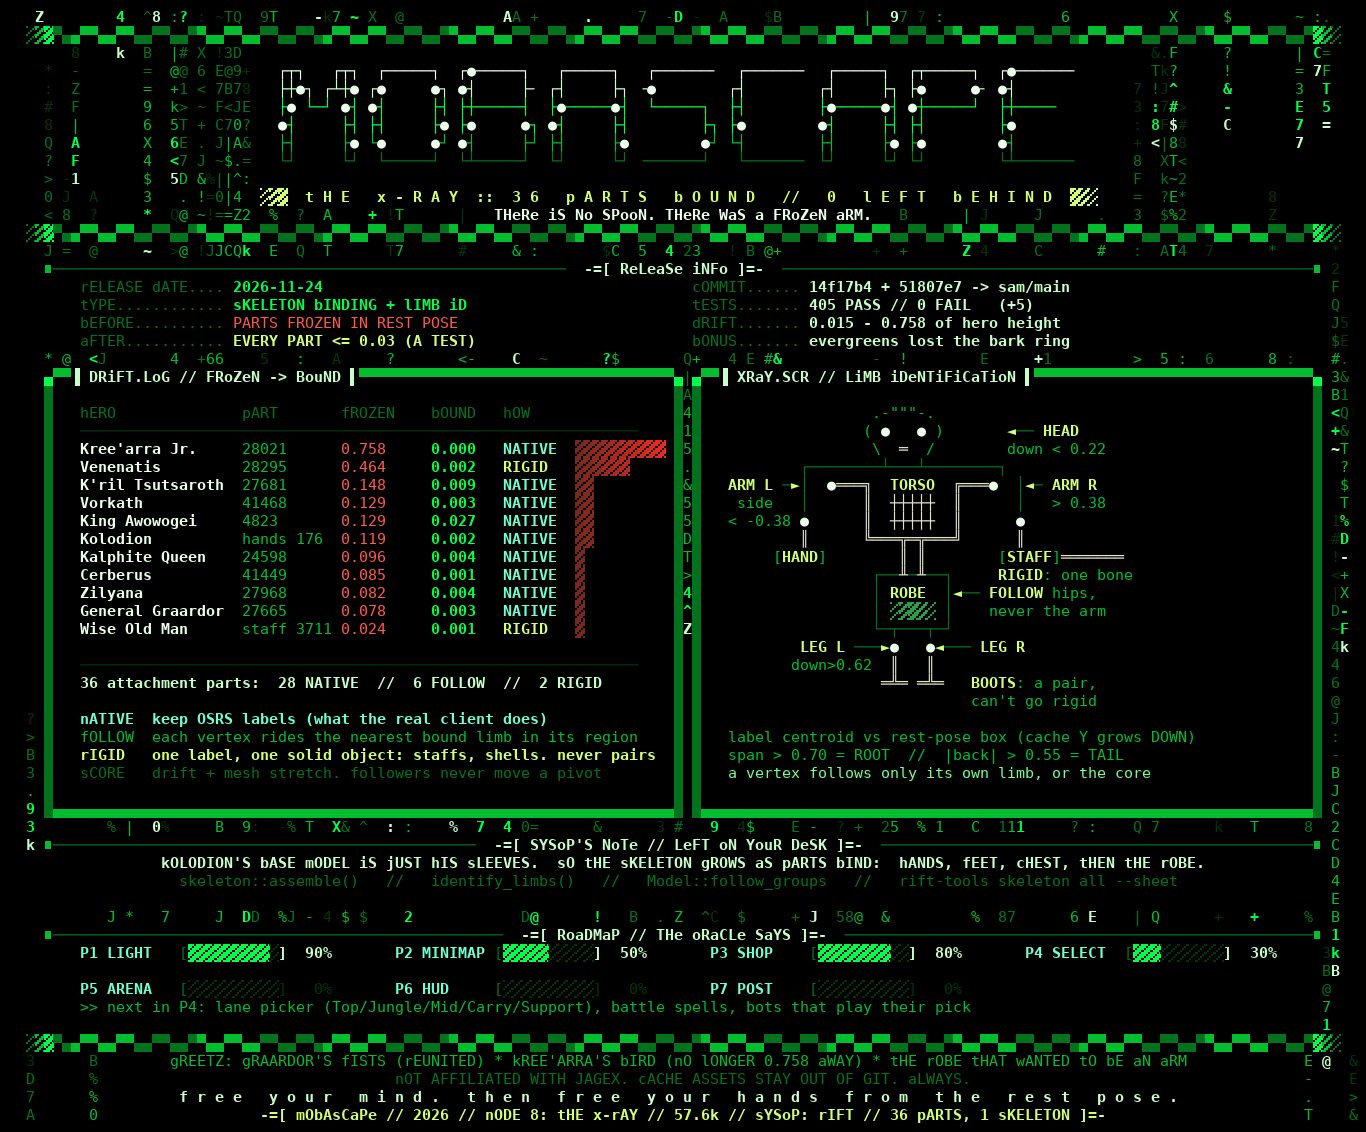 MOBASCAPE
tHE x-RAY :: 36 pARTS bOUND // 0 lEFT bEHIND
THeRe iS No SPooN. THeRe WaS a FRoZeN aRM.
-=[ ReLeaSe iNFo ]=-
rELEASE dATE.... 2026-11-24
cOMMIT...... 14f17b4 + 51807e7 -> sam/main
tYPE............ sKELETON bINDING + lIMB iD
tESTS....... 405 PASS // 0 FAIL (+5)
bEFORE.......... PARTS FROZEN IN REST POSE
dRIFT....... 0.015 - 0.758 of hero height
aFTER........... EVERY PART <= 0.03 (A TEST)
bONUS....... evergreens lost the bark ring
DRiFT.LoG // FRoZeN -> BouND
hERO pART fROZEN bOUND hOW
Kree'arra Jr. 28021 0.758 0.000 NATIVE
Venenatis 28295 0.464 0.002 RIGID
K'ril Tsutsaroth 27681 0.148 0.009 NATIVE
Vorkath 41468 0.129 0.003 NATIVE
King Awowogei 4823 0.129 0.027 NATIVE
Kolodion hands 176 0.119 0.002 NATIVE
Kalphite Queen 24598 0.096 0.004 NATIVE
Cerberus 41449 0.085 0.001 NATIVE
Zilyana 27968 0.082 0.004 NATIVE
General Graardor 27665 0.078 0.003 NATIVE
Wise Old Man staff 3711 0.024 0.001 RIGID
36 attachment parts: 28 NATIVE // 6 FOLLOW // 2 RIGID
nATIVE keep OSRS labels (what the real client does)
fOLLOW each vertex rides the nearest bound limb in its region
rIGID one label, one solid object: staffs, shells. never pairs
sCORE drift + mesh stretch. followers never move a pivot
XRaY.SCR // LiMB iDeNTiFiCaTioN
HEAD
down < 0.22
ARM L
TORSO
ARM R
side
> 0.38
< -0.38
[HAND]
[STAFF]
RIGID: one bone
ROBE
FOLLOW hips,
never the arm
LEG L
LEG R
down>0.62
BOOTS: a pair,
can't go rigid
label centroid vs rest-pose box (cache Y grows DOWN)
span > 0.70 = ROOT // |back| > 0.55 = TAIL
a vertex follows only its own limb, or the core
-=[ SYSoP'S NoTe // LeFT oN YouR DeSK ]=-
kOLODION'S bASE mODEL iS jUST hIS sLEEVES. sO tHE sKELETON gROWS aS pARTS bIND: hANDS, fEET, cHEST, tHEN tHE rOBE.
skeleton::assemble() // identify_limbs() // Model::follow_groups // rift-tools skeleton all --sheet
-=[ RoaDMaP // THe oRaCLe SaYS ]=-
P1 LIGHT [ ] 90% P2 MINIMAP [ ] 50% P3 SHOP [ ] 80% P4 SELECT [ ] 30%
P5 ARENA [ ] 0% P6 HUD [ ] 0% P7 POST [ ] 0%
>> next in P4: lane picker (Top/Jungle/Mid/Carry/Support), battle spells, bots that play their pick
gREETZ: gRAARDOR'S fISTS (rEUNITED) * kREE'ARRA'S bIRD (nO lONGER 0.758 aWAY) * tHE rOBE tHAT wANTED tO bE aN aRM
nOT AFFILIATED WITH JAGEX. cACHE ASSETS STAY OUT OF GIT. aLWAYS.
free your mind. then free your hands from the rest pose.
-=[ mObAsCaPe // 2026 // nODE 8: tHE x-rAY // 57.6k // sYSoP: rIFT // 36 pARTS, 1 sKELETON ]=-